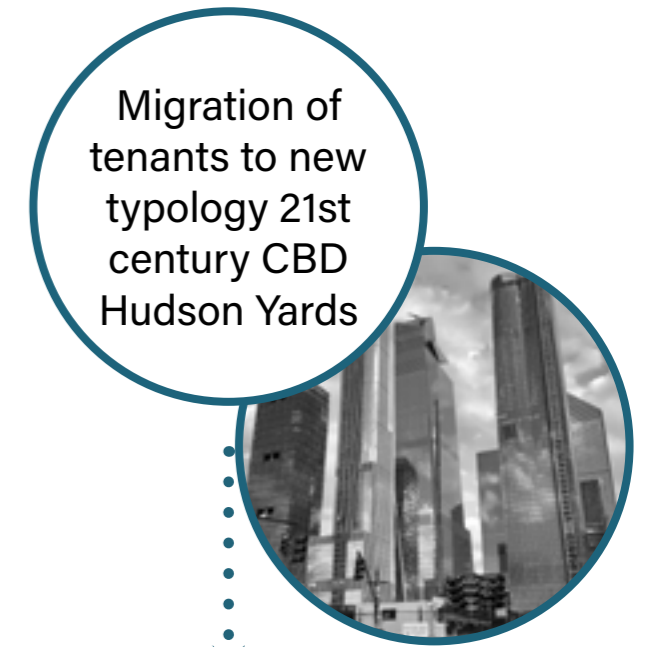 Migration of
tenants to new
typology 21st
century CBD
Hudson Yards